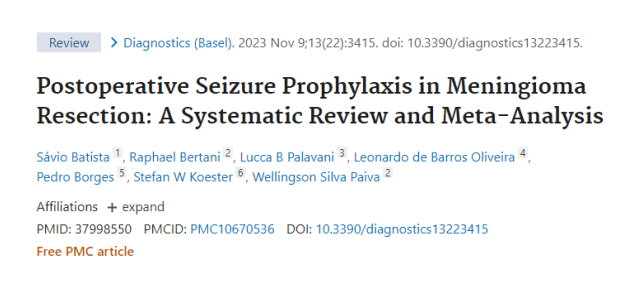 Review > Diagnostics (Basel). 2023 Nov 9;13(22):3415. doi: 10.3390/diagnostics13223415.
Postoperative Seizure Prophylaxis in Meningioma
Resection: A Systematic Review and Meta-Analysis
Sávio Batista 1, Raphael Bertani 2, Lucca B Palavani 3, Leonardo de Barros Oliveira 4,
Pedro Borges 5, Stefan W Koester 6, Wellingson Silva Paiva 2
Affiliations + expand
PMID: 37998550 PMCID: PMC10670536 DOI: 10.3390/diagnostics13223415
Free PMC article